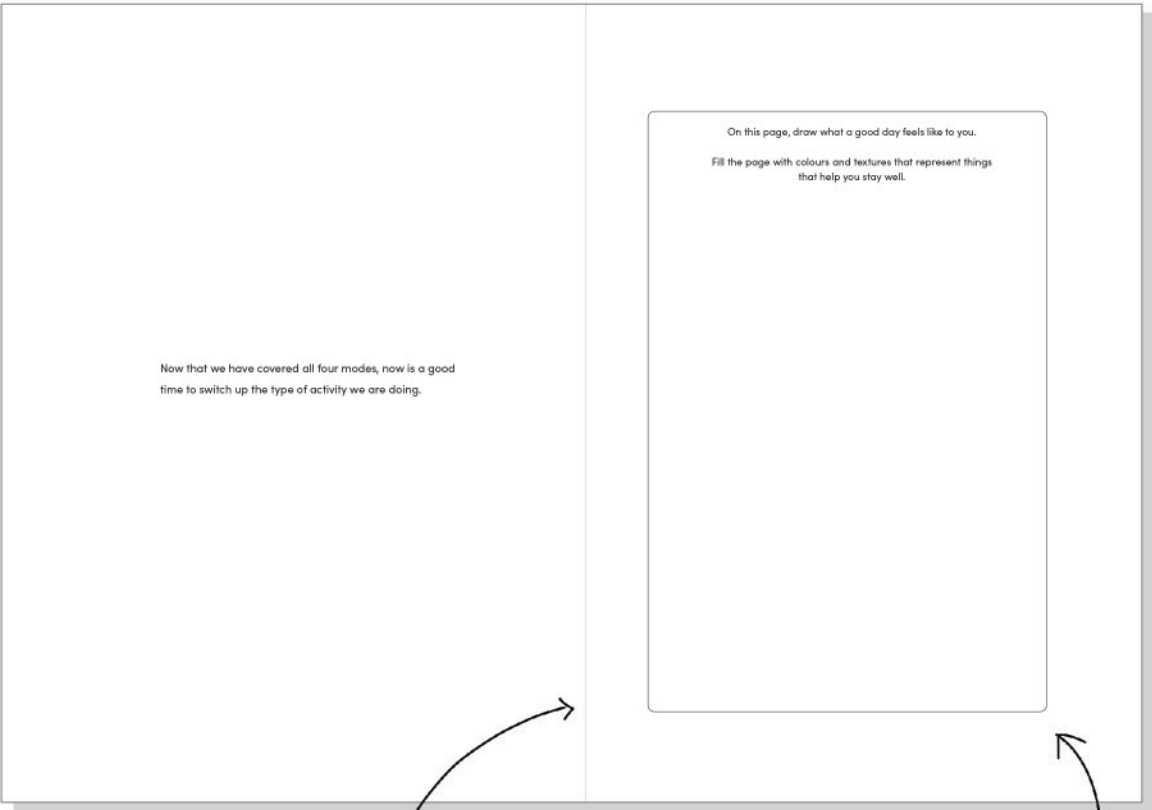 Now that we have covered all four modes, now is a good
time to switch up the type of activity we are doing.
On this page, draw what a good day feels like to you.
Fill the page with colours and textures that represent things
that help you stay well.